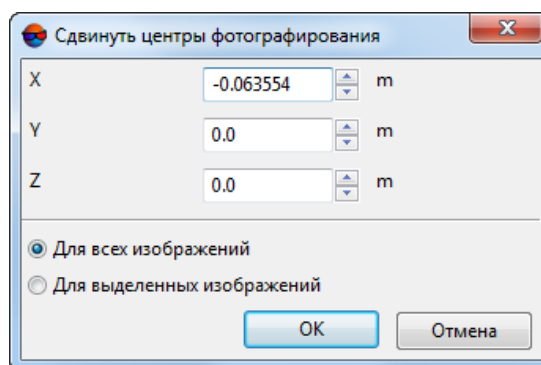 Сдвинуть центры фотографирования
X -0.063554 m
Y 0.0 m
Z 0.0 m
Для всех изображений
Для выделенных изображений
OK Отмена